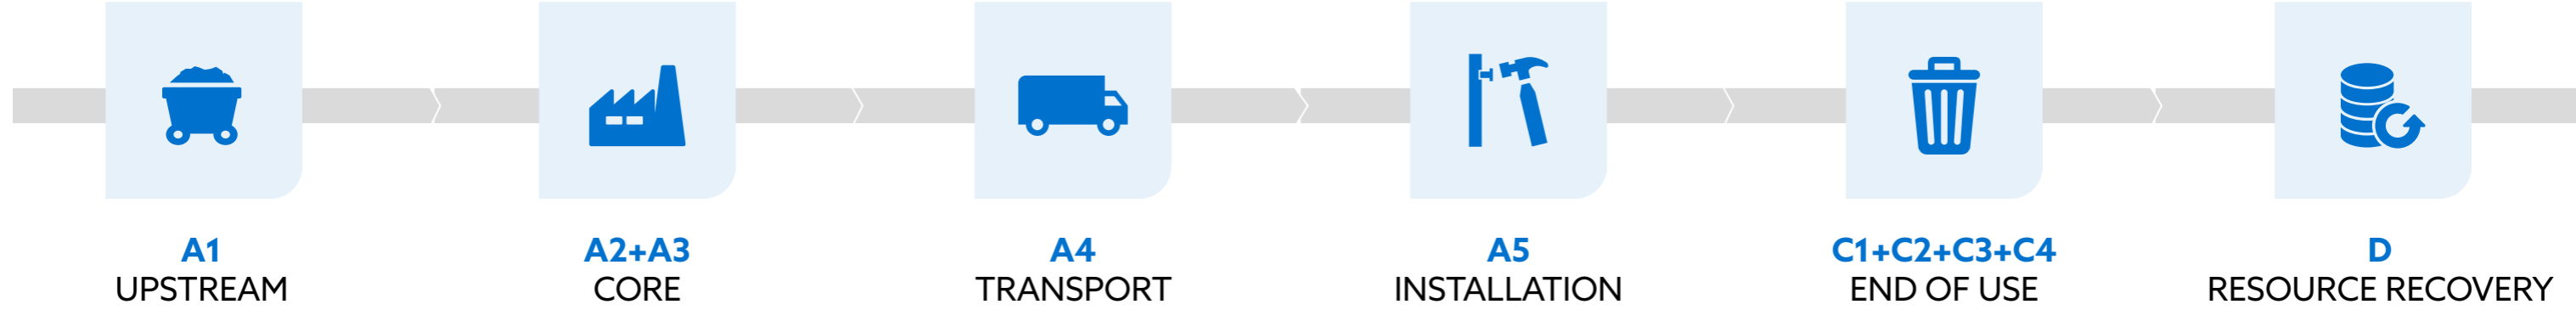 A1
UPSTREAM
A2+A3
CORE
A4
TRANSPORT
A5
INSTALLATION
C1+C2+C3+C4
END OF USE
D
RESOURCE RECOVERY